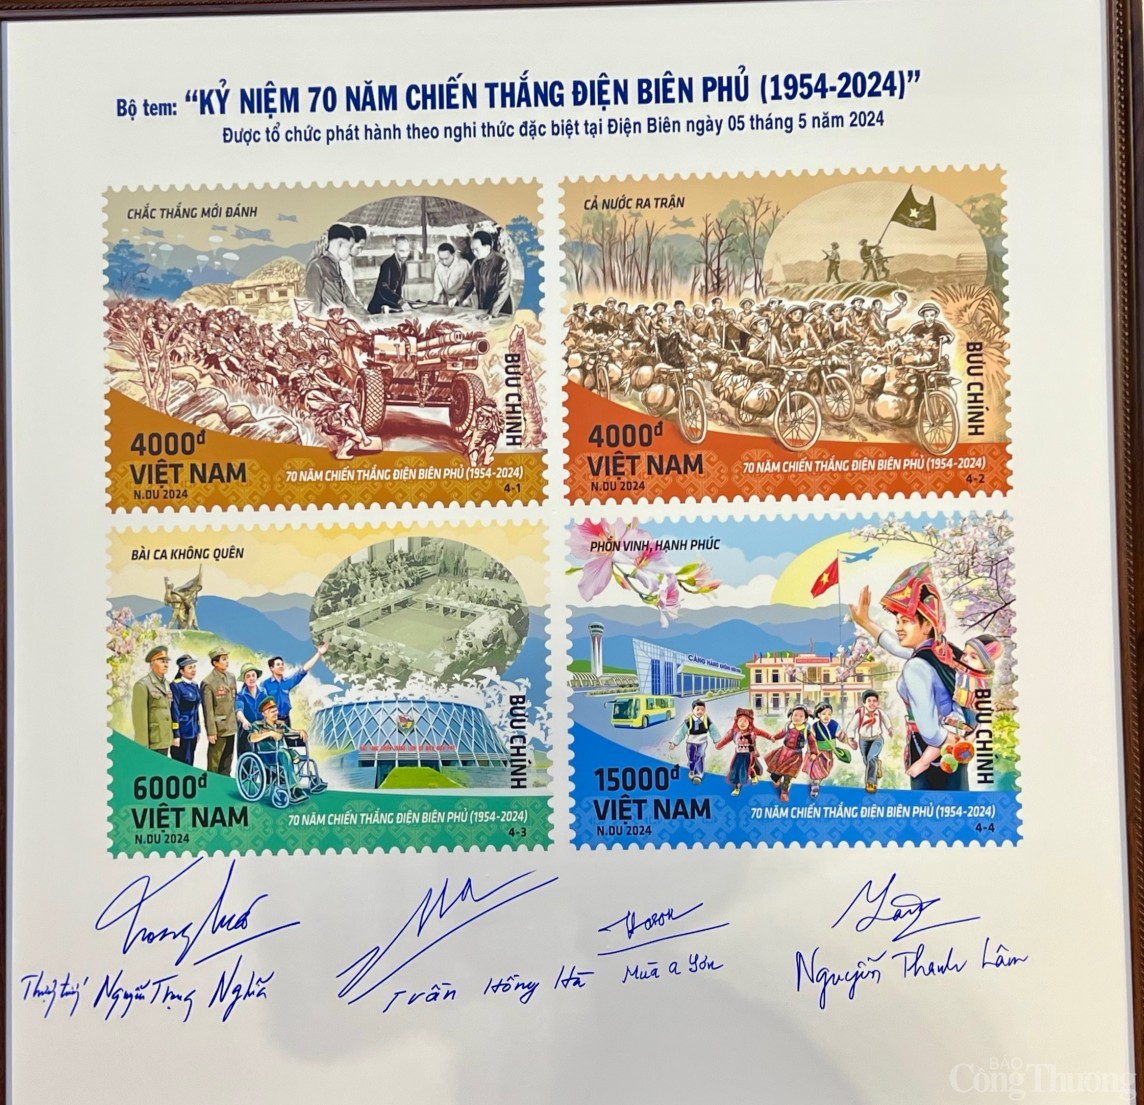 Bộ tem: “KỶ NIỆM 70 NĂM CHIẾN THẮNG ĐIỆN BIÊN PHỦ (1954-2024)”
Được tổ chức phát hành theo nghi thức đặc biệt tại Điện Biên ngày 05 tháng 5 năm 2024
CHẮC THẮNG MỚI ĐÁNH
BƯU CHÍNH
4000đ
VIỆT NAM
70 NĂM CHIẾN THẮNG ĐIỆN BIÊN PHỦ (1954-2024)
N.DU 2024
4-1
CẢ NƯỚC RA TRẬN
BƯU CHÍNH
4000đ
VIỆT NAM
70 NĂM CHIẾN THẮNG ĐIỆN BIÊN PHỦ (1954-2024)
N.DU 2024
4-2
BÀI CA KHÔNG QUÊN
BƯU CHÍNH
6000đ
VIỆT NAM
70 NĂM CHIẾN THẮNG ĐIỆN BIÊN PHỦ (1954-2024)
N.DU 2024
4-3
PHỒN VINH, HẠNH PHÚC
CẢNG HÀNG KHÔNG ĐIỆN BIÊN
BƯU CHÍNH
15000đ
VIỆT NAM
70 NĂM CHIẾN THẮNG ĐIỆN BIÊN PHỦ (1954-2024)
N.DU 2024
4-4
Thượng tướng Nguyễn Trọng Nghĩa
Trần Hồng Hà
Mùa A Sơn
Nguyễn Thanh Lâm
BÁO
Công Thương